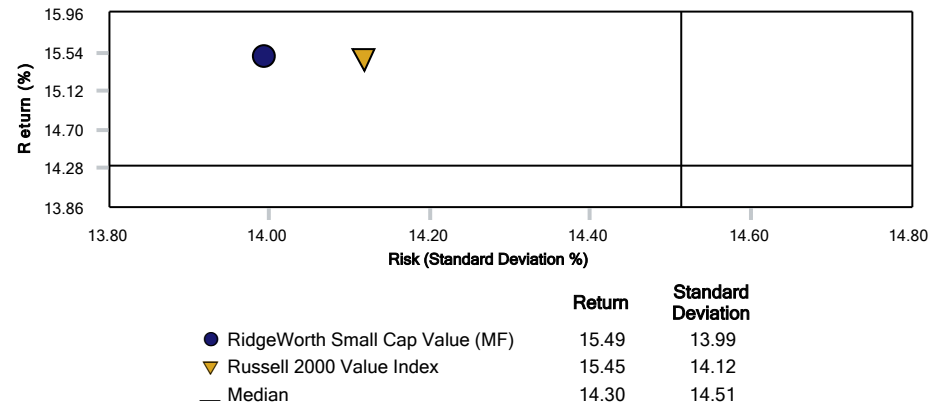 15.96
15.54
15.12
14.70
14.28
13.86
Return (%)
13.80 14.00 14.20 14.40 14.60 14.80
Risk (Standard Deviation %)
Return Standard Deviation
RidgeWorth Small Cap Value (MF) 15.49 13.99
Russell 2000 Value Index 15.45 14.12
Median 14.30 14.51